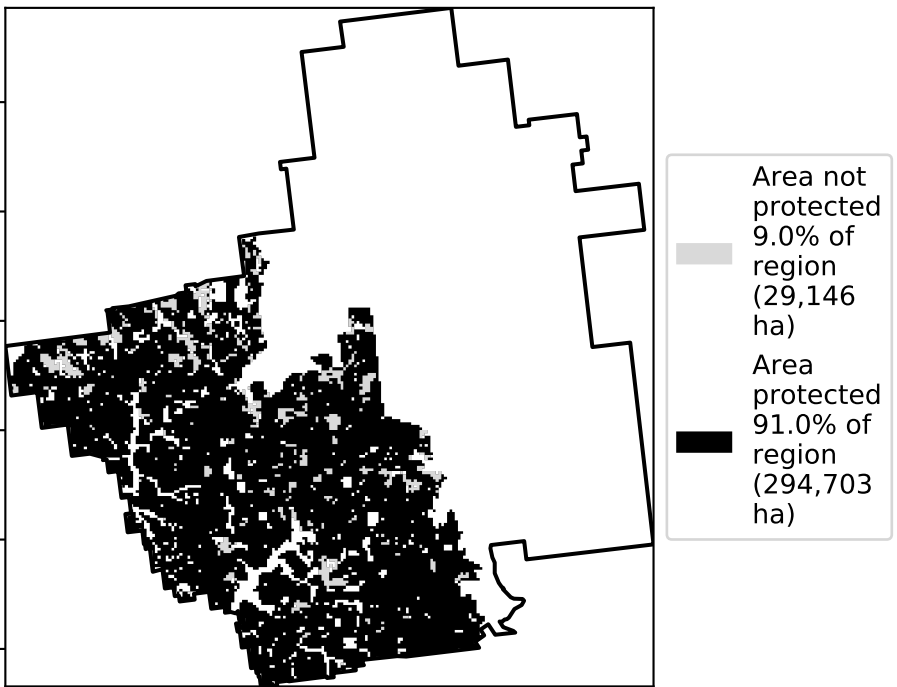 Area not
protected
9.0% of
region
(29,146
ha)
Area
protected
91.0% of
region
(294,703
ha)